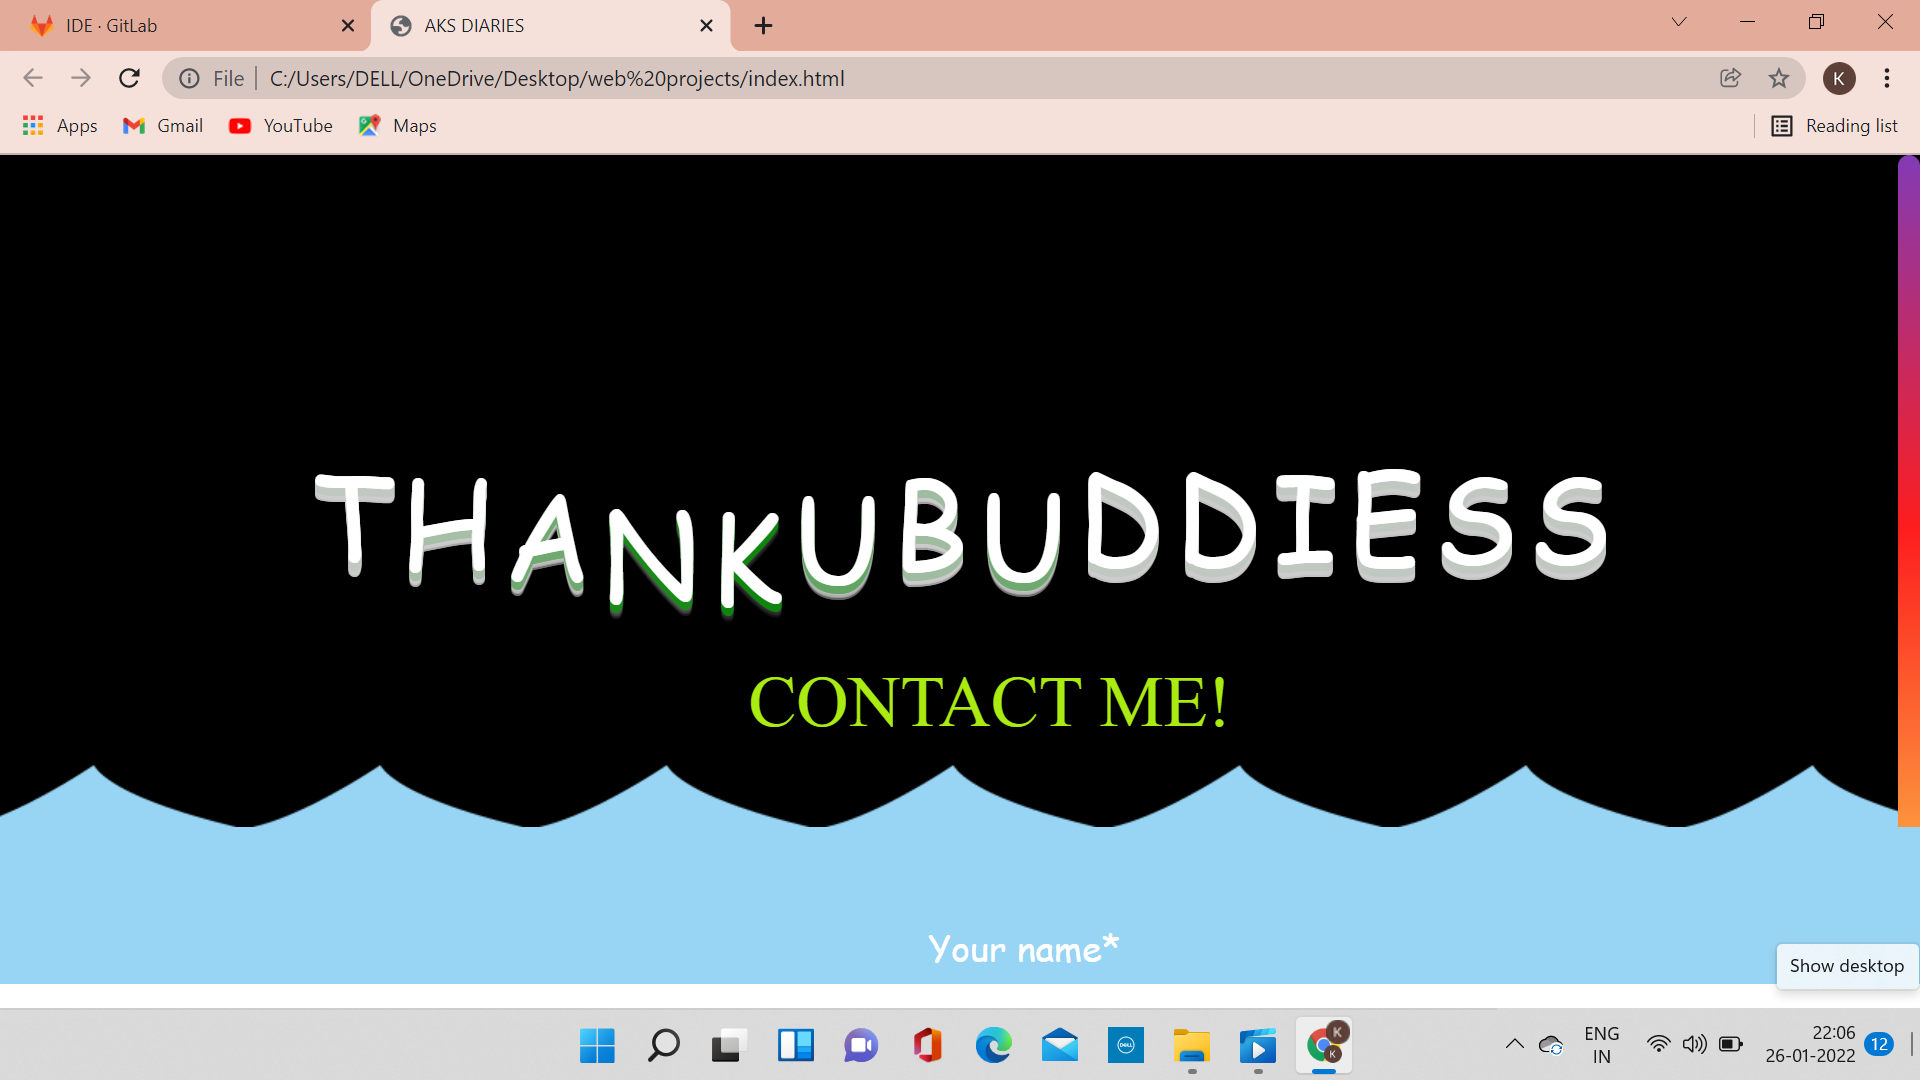 IDE · GitLab
AKS DIARIES
File
C:/Users/DELL/OneDrive/Desktop/web%20projects/index.html
K
Apps
Gmail
YouTube
Maps
Reading list
THANKUBUDDIESS
CONTACT ME!
Your name*
Show desktop
DELL
K
K
ENG
IN
22:06
26-01-2022
12